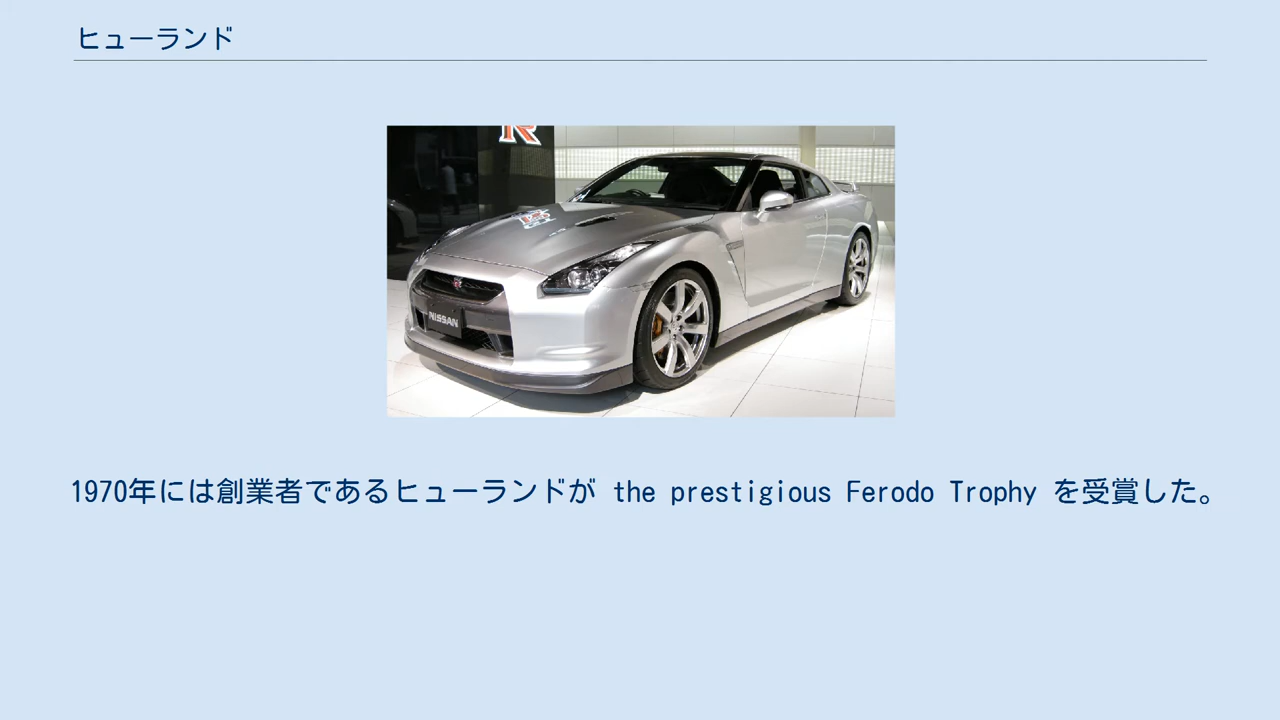 ヒューランド
R
NISSAN
1970年には創業者であるヒューランドが the prestigious Ferodo Trophy を受賞した。